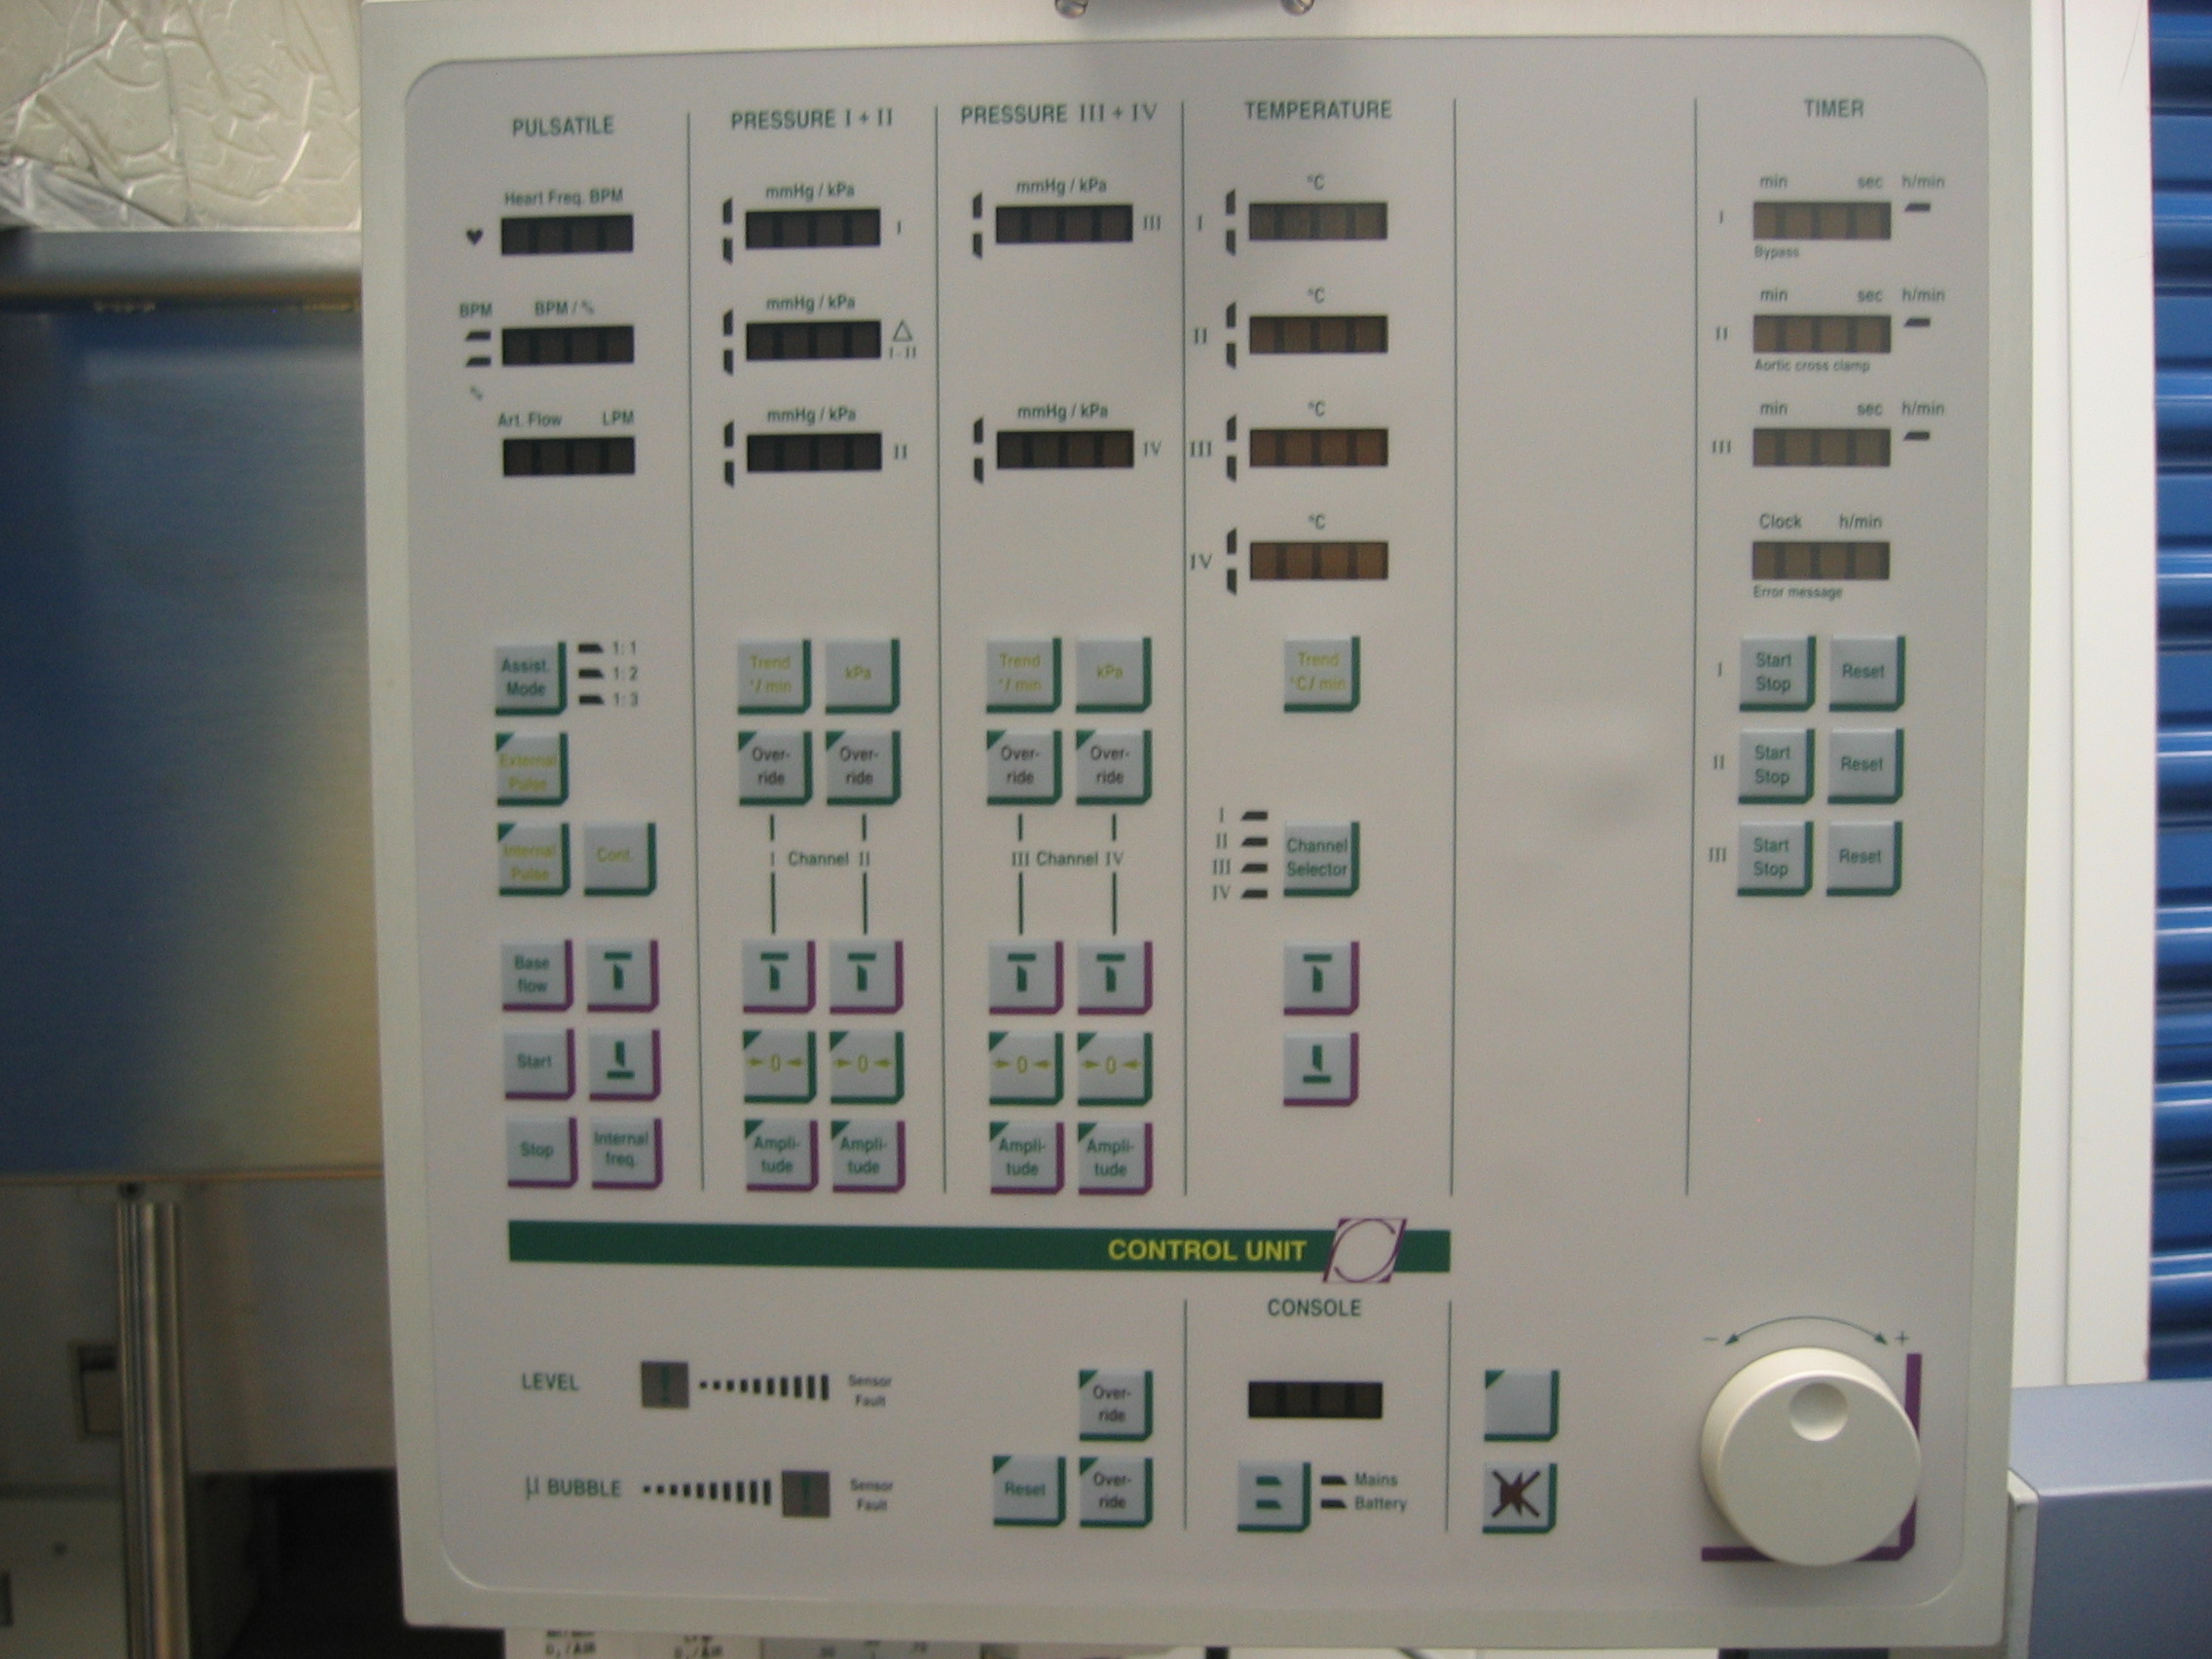 PULSATILE
Heart Freq. BPM
♥
BPM BPM / %
%
Art. Flow LPM
Assist. Mode
1:1
1:2
1:3
External Pulse
Internal Pulse
Cont.
Base flow
Start
Stop
Internal freq.
PRESSURE I + II
mmHg / kPa
I
mmHg / kPa
△ I-II
mmHg / kPa
II
Trend °/ min
kPa
Over-ride
Over-ride
I Channel II
→0←
→0←
Ampli-tude
Ampli-tude
PRESSURE III + IV
mmHg / kPa
III
mmHg / kPa
IV
Trend °/ min
kPa
Over-ride
Over-ride
III Channel IV
→0←
→0←
Ampli-tude
Ampli-tude
TEMPERATURE
°C
I
°C
II
°C
III
°C
IV
Trend °C/ min
I
II
III
IV
Channel Selector
TIMER
min sec h/min
I
Bypass
min sec h/min
II
Aortic cross clamp
min sec h/min
III
Clock h/min
Error message
I Start Stop Reset
II Start Stop Reset
III Start Stop Reset
CONTROL UNIT
LEVEL
! Sensor Fault
Over-ride
µ BUBBLE
! Sensor Fault
Reset
Over-ride
CONSOLE
Mains
Battery
− +
O₂/AIR
O₂/AIR